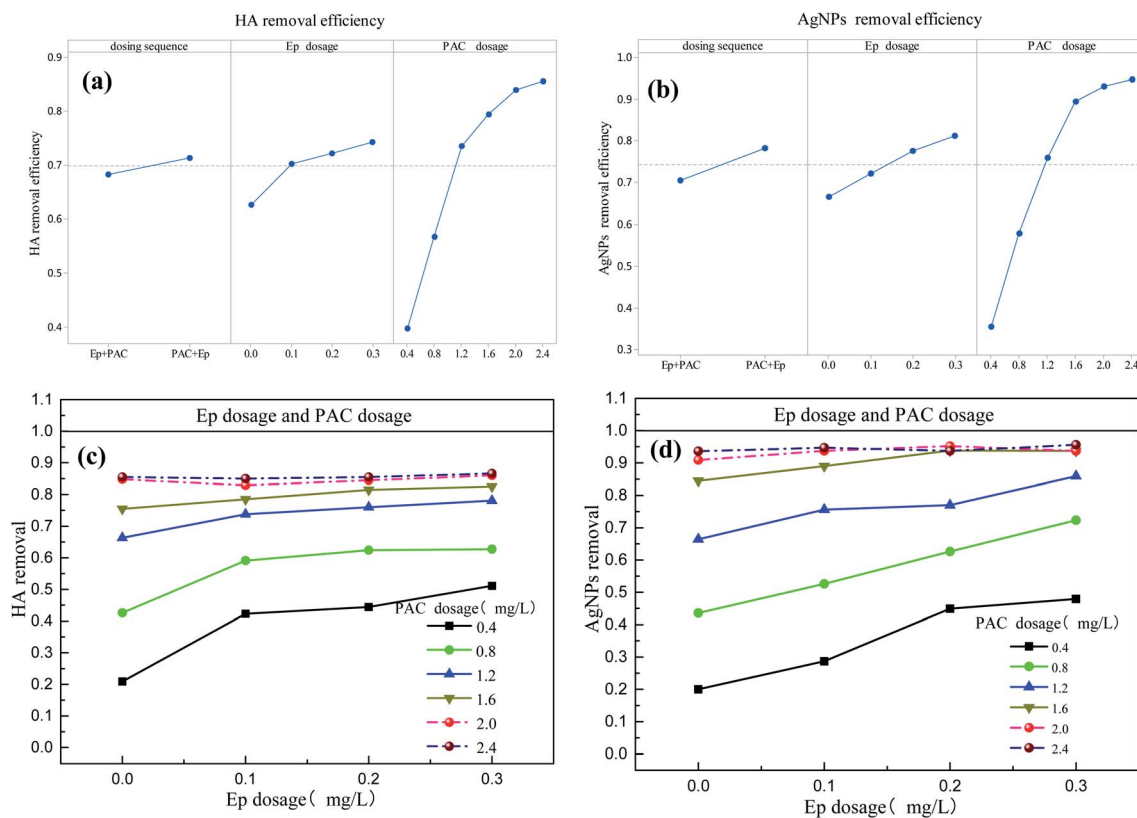 HA removal efficiency
dosing sequence Ep dosage PAC dosage
0.9
0.8
0.7
0.6
0.5
0.4
HA removal efficiency
(a)
Ep+PAC PAC+Ep 0.0 0.1 0.2 0.3 0.4 0.8 1.2 1.6 2.0 2.4
AgNPs removal efficiency
dosing sequence Ep dosage PAC dosage
1.0
0.9
0.8
0.7
0.6
0.5
0.4
0.3
AgNPs removal efficiency
(b)
Ep+PAC PAC+Ep 0.0 0.1 0.2 0.3 0.4 0.8 1.2 1.6 2.0 2.4
Ep dosage and PAC dosage
1.1
1.0
0.9
0.8
0.7
0.6
0.5
0.4
0.3
0.2
0.1
0.0
HA removal
(c)
PAC dosage( mg/L)
0.4
0.8
1.2
1.6
2.0
2.4
0.0 0.1 0.2 0.3
Ep dosage( mg/L)
Ep dosage and PAC dosage
1.1
1.0
0.9
0.8
0.7
0.6
0.5
0.4
0.3
0.2
0.1
0.0
AgNPs removal
(d)
PAC dosage( mg/L)
0.4
0.8
1.2
1.6
2.0
2.4
0.0 0.1 0.2 0.3
Ep dosage( mg/L)